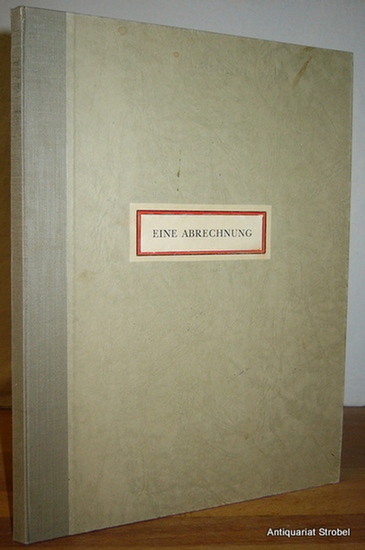 EINE ABRECHNUNG
Antiquariat Strobel